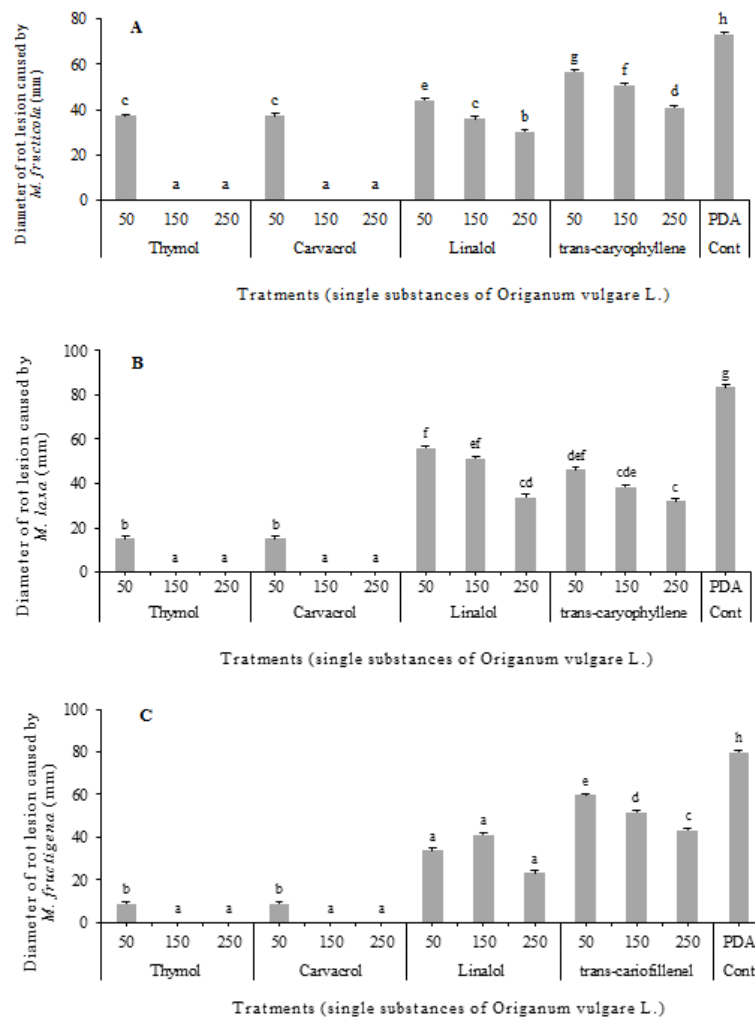 A
Diameter of rot lesion caused by
M. fructicola (mm)
80
60
40
20
0
c a a c a a e c b g f d h
50 150 250 50 150 250 50 150 250 50 150 250 PDA
Thymol Carvacrol Linalol trans-caryophyllene Cont
Tratments (single substances of Origanum vulgare L.)
B
Diameter of rot lesion caused by
M. laxa (mm)
100
80
60
40
20
0
b a a b a a f ef cd def cde c g
50 150 250 50 150 250 50 150 250 50 150 250 PDA
Thymol Carvacrol Linalol trans-caryophyllene Cont
Tratments (single substances of Origanum vulgare L.)
C
Diameter of rot lesion caused by
M. fructigena (mm)
100
80
60
40
20
0
b a a b a a a a a e d c h
50 150 250 50 150 250 50 150 250 50 150 250 PDA
Thymol Carvacrol Linalol trans-cariofillenel Cont
Tratments (single substances of Origanum vulgare L.)